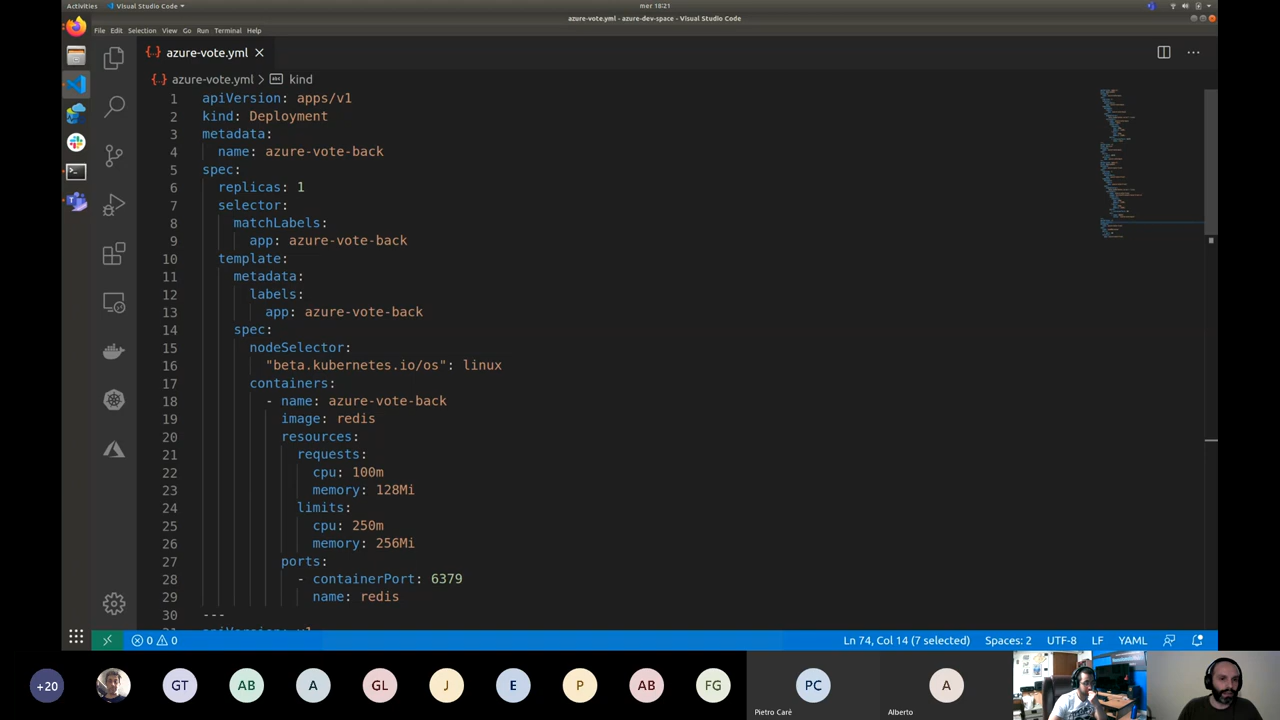 Activities
Visual Studio Code
mer 18:21
azure-vote.yml - azure-dev-space - Visual Studio Code
File Edit Selection View Go Run Terminal Help
azure-vote.yml
azure-vote.yml > kind
1 apiVersion: apps/v1
2 kind: Deployment
3 metadata:
4 name: azure-vote-back
5 spec:
6 replicas: 1
7 selector:
8 matchLabels:
9 app: azure-vote-back
10 template:
11 metadata:
12 labels:
13 app: azure-vote-back
14 spec:
15 nodeSelector:
16 "beta.kubernetes.io/os": linux
17 containers:
18 - name: azure-vote-back
19 image: redis
20 resources:
21 requests:
22 cpu: 100m
23 memory: 128Mi
24 limits:
25 cpu: 250m
26 memory: 256Mi
27 ports:
28 - containerPort: 6379
29 name: redis
30 ---
0 0
Ln 74, Col 14 (7 selected)
Spaces: 2
UTF-8
LF
YAML
+20
GT
AB
A
GL
J
E
P
AB
FG
PC
A
Pietro Carè
Alberto